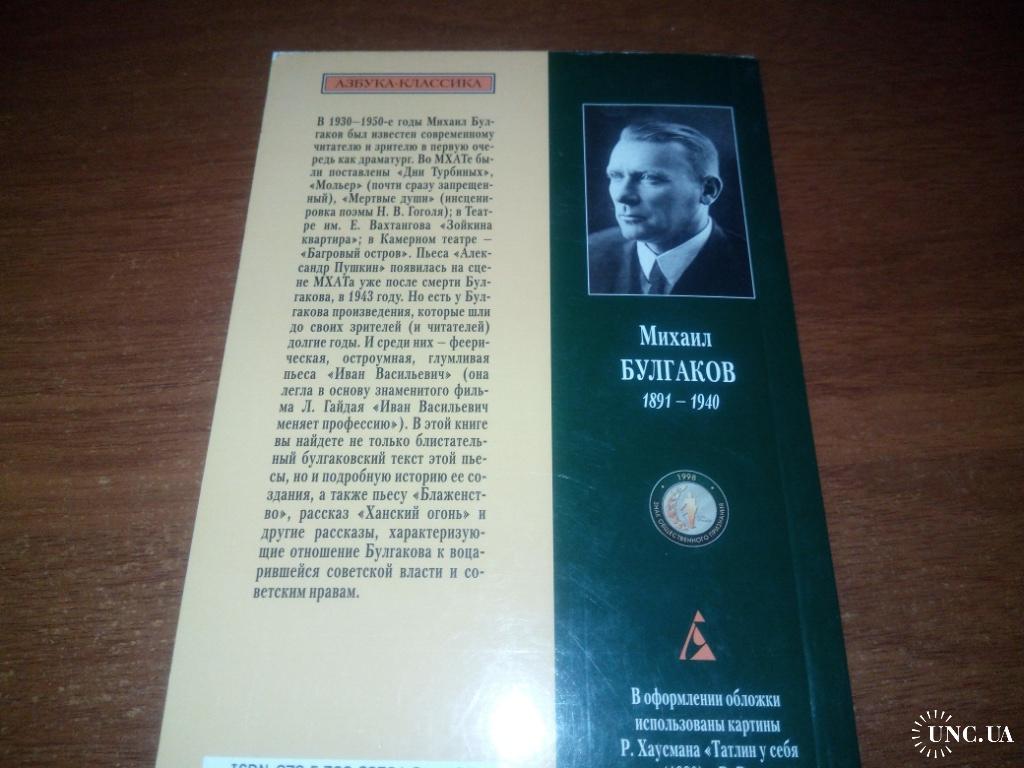 АЗБУКА-КЛАССИКА
В 1930–1950-е годы Михаил Бул-
гаков был известен современному
читателю и зрителю в первую оче-
редь как драматург. Во МХАТе бы-
ли поставлены «Дни Турбиных»,
«Мольер» (почти сразу запрещен-
ный), «Мертвые души» (инсцени-
ровка поэмы Н. В. Гоголя); в Теат-
ре им. Е. Вахтангова «Зойкина
квартира»; в Камерном театре –
«Багровый остров». Пьеса «Алек-
сандр Пушкин» появилась на сце-
не МХАТа уже после смерти Бул-
гакова, в 1943 году. Но есть у Бул-
гакова произведения, которые шли
до своих зрителей (и читателей)
долгие годы. И среди них – феери-
ческая, остроумная, глумливая
пьеса «Иван Васильевич» (она
легла в основу знаменитого филь-
ма Л. Гайдая «Иван Васильевич
меняет профессию»). В этой книге
вы найдете не только блистатель-
ный булгаковский текст этой пье-
сы, но и подробную историю ее со-
здания, а также пьесу «Блаженст-
во», рассказ «Ханский огонь» и
другие рассказы, характеризую-
щие отношение Булгакова к воца-
рившейся советской власти и со-
ветским нравам.
Михаил
БУЛГАКОВ
1891 – 1940
1998
ЗНАК ОБЩЕСТВЕННОГО ПРИЗНАНИЯ
В оформлении обложки
использованы картины
Р. Хаусмана «Татлин у себя
ISBN
UNC.UA